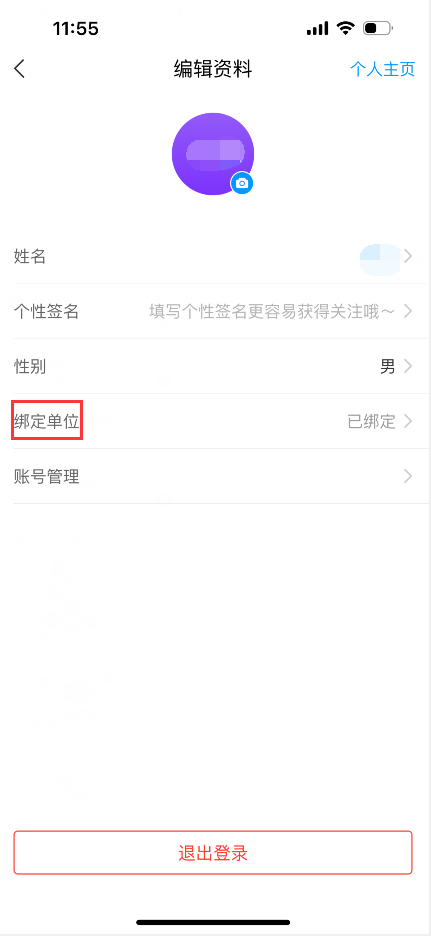 11:55
编辑资料
个人主页
姓名
个性签名 填写个性签名更容易获得关注哦～
性别 男
绑定单位 已绑定
账号管理
退出登录